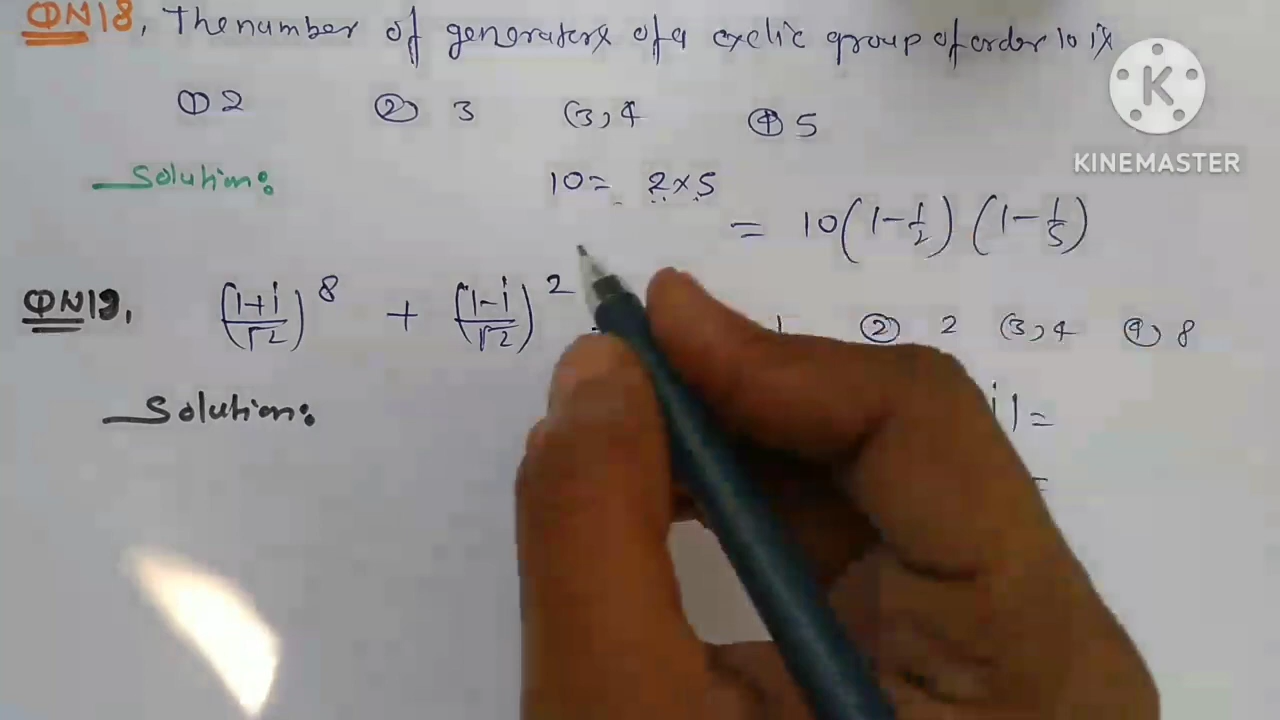 QN18, The number of generators of a cyclic group of order 10 is
① 2 ② 3 (3) 4 ④ 5
Solution:
10 = 2×5
= 10(1-1/2)(1-1/5)
QN19, ((1+i)/√2)^8 + ((1-i)/√2)^2 ② 2 (3) 4 ④ 8
Solution:
KINEMASTER